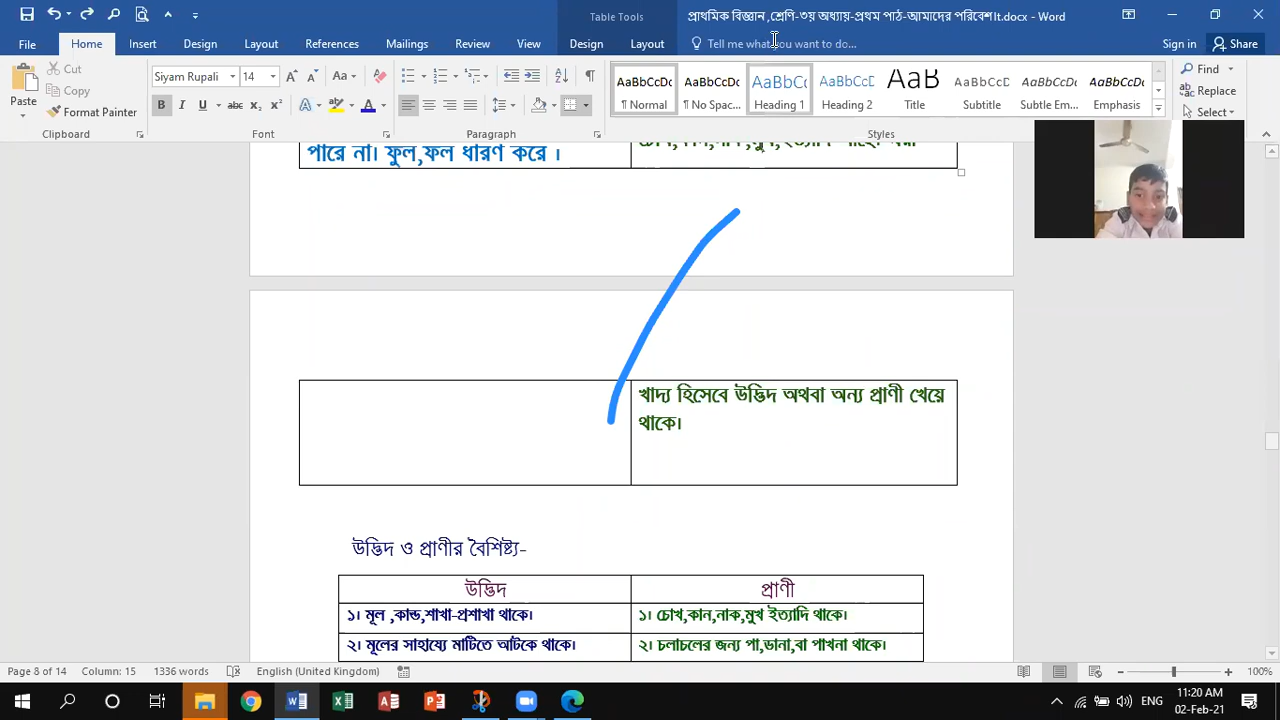 Table Tools
প্রাথমিক বিজ্ঞান ,শ্রেণি-৩য় অধ্যায়-প্রথম পাঠ-আমাদের পরিবেশ lt.docx - Word
File Home Insert Design Layout References Mailings Review View Design Layout Tell me what you want to do... Sign in Share
Paste Cut Copy Format Painter
Clipboard
Siyam Rupali 14
Font
Paragraph
AaBbCcDc ¶ Normal
AaBbCcDc ¶ No Spac...
AaBbCc Heading 1
AaBbCcD Heading 2
AaB Title
AaBbCcD Subtitle
AaBbCcDt Subtle Em...
AaBbCcDt Emphasis
Styles
Find
Replace
Select
পারে না। ফুল,ফল ধারণ করে ।
খাদ্য হিসেবে উদ্ভিদ অথবা অন্য প্রাণী খেয়ে
থাকে।
উদ্ভিদ ও প্রাণীর বৈশিষ্ট্য-
উদ্ভিদ প্রাণী
১। মূল ,কান্ড,শাখা-প্রশাখা থাকে। ১। চোখ,কান,নাক,মুখ ইত্যাদি থাকে।
২। মূলের সাহায্যে মাটিতে আটকে থাকে। ২। চলাচলের জন্য পা,ডানা,বা পাখনা থাকে।
Page 8 of 14 Column: 15 1336 words English (United Kingdom) 100%
ENG
11:20 AM
02-Feb-21